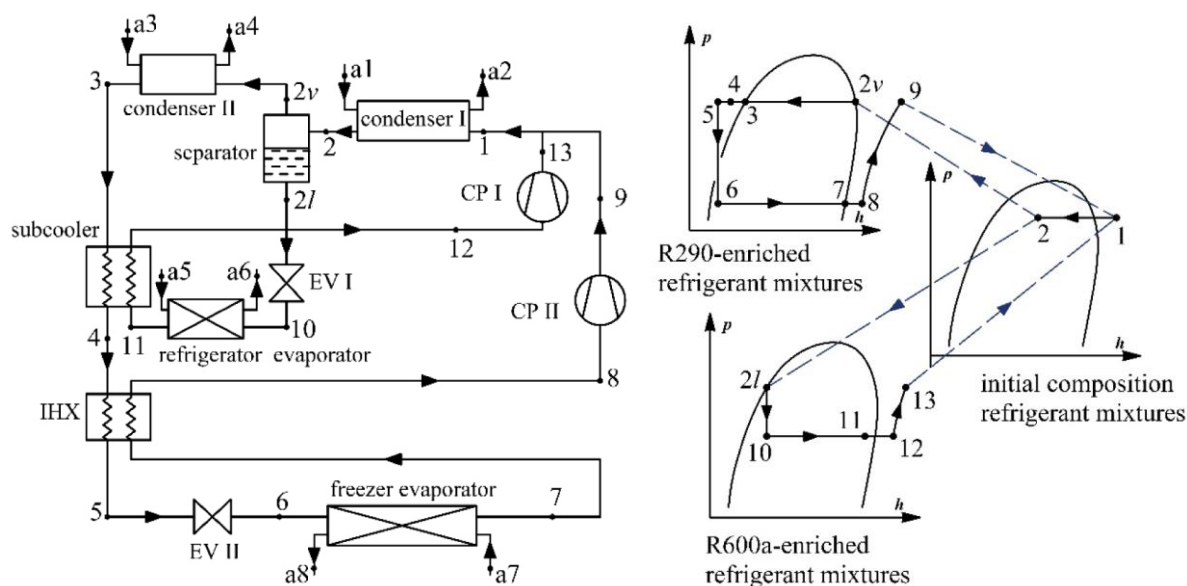 a3
a4
3
condenser II
2v
a1
a2
condenser I
2
1
separator
13
2l
CP I
9
subcooler
12
a5
a6
EV I
CP II
4
11
10
refrigerator evaporator
8
IHX
freezer evaporator
5
6
7
EV II
a8
a7
p
4
2v
9
5
3
6
7
8
h
R290-enriched
refrigerant mixtures
p
2
1
h
initial composition
refrigerant mixtures
p
2l
13
11
10
12
h
R600a-enriched
refrigerant mixtures